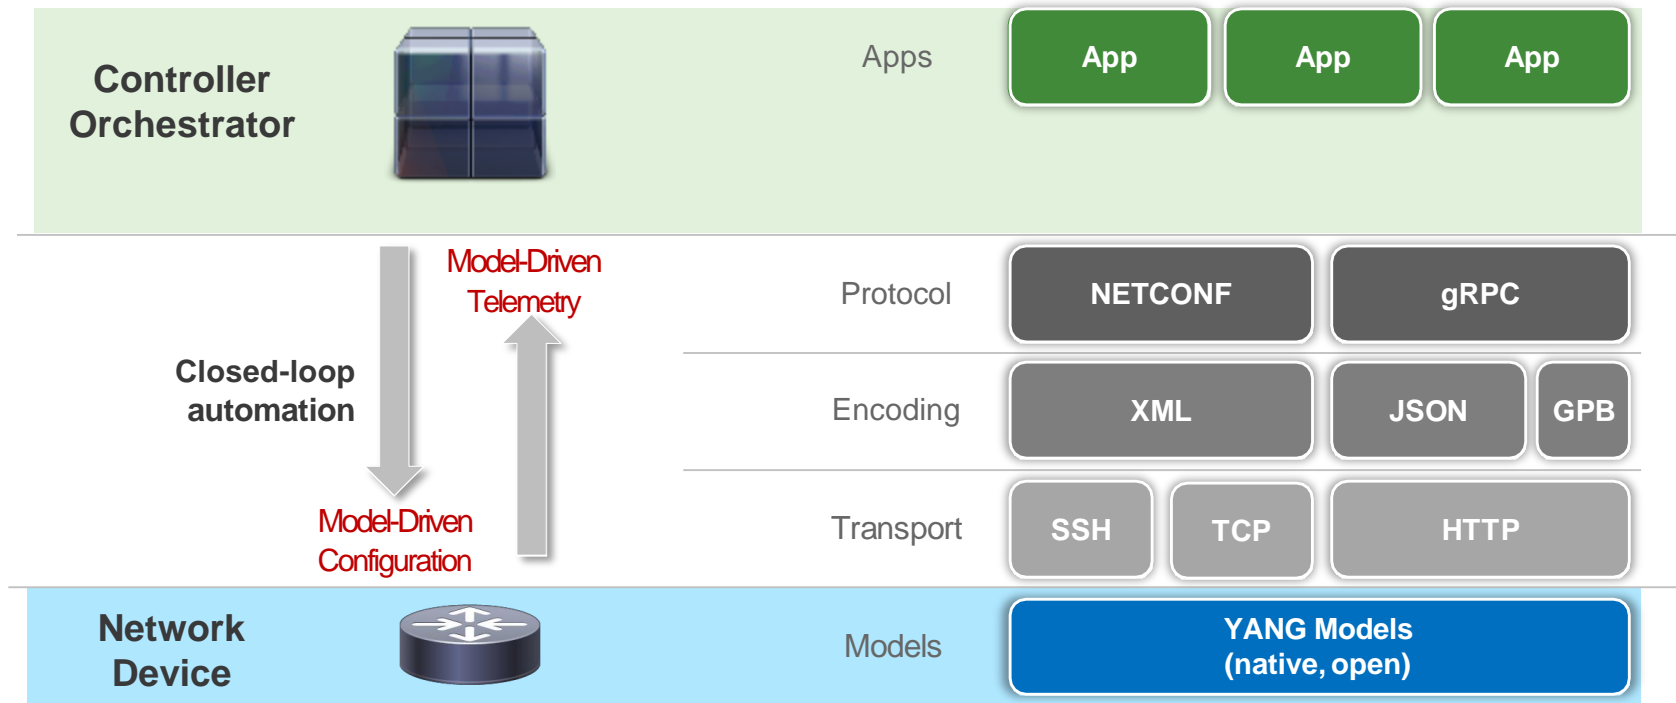 Controller
Orchestrator
Apps
App
App
App
Model-Driven
Telemetry
Closed-loop
automation
Model-Driven
Configuration
Protocol
NETCONF
gRPC
Encoding
XML
JSON
GPB
Transport
SSH
TCP
HTTP
Network
Device
Models
YANG Models
(native, open)